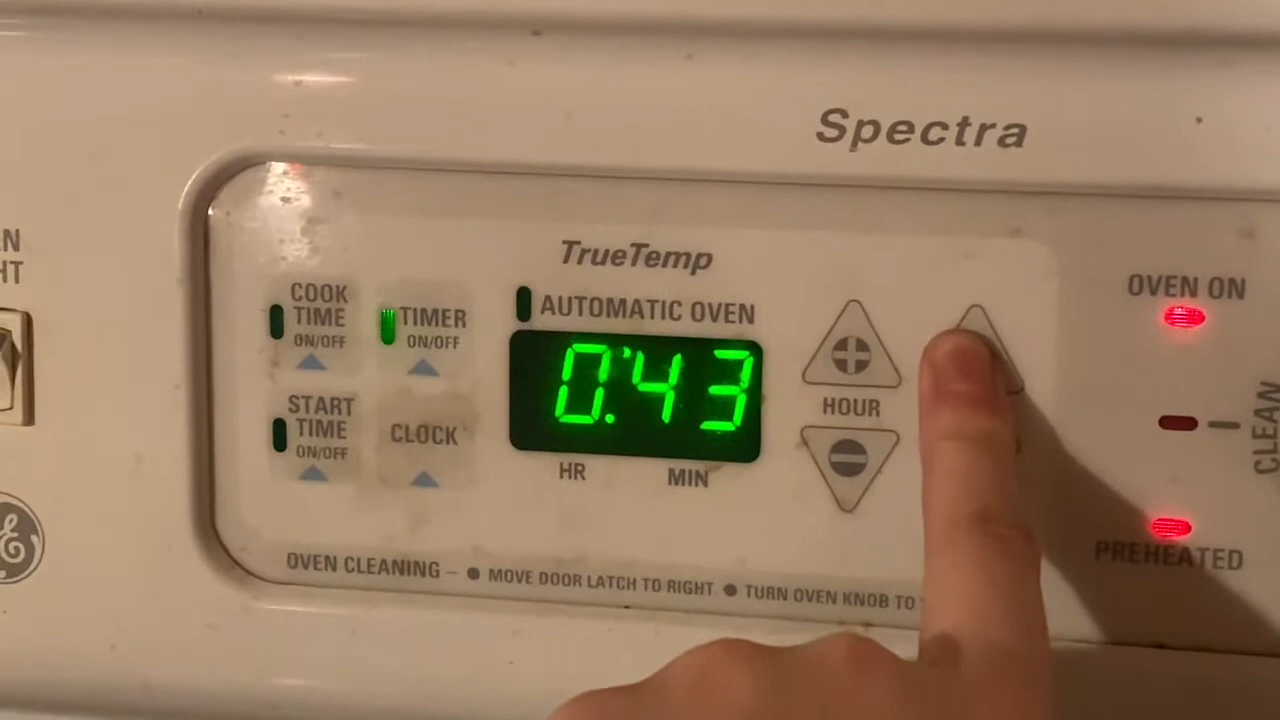 Spectra
TrueTemp
COOK
TIME
ON/OFF
TIMER
ON/OFF
AUTOMATIC OVEN
START
TIME
ON/OFF
CLOCK
0:43
HR MIN
HOUR
OVEN ON
CLEAN
PREHEATED
GE
OVEN CLEANING – ● MOVE DOOR LATCH TO RIGHT. ● TURN OVEN KNOB TO